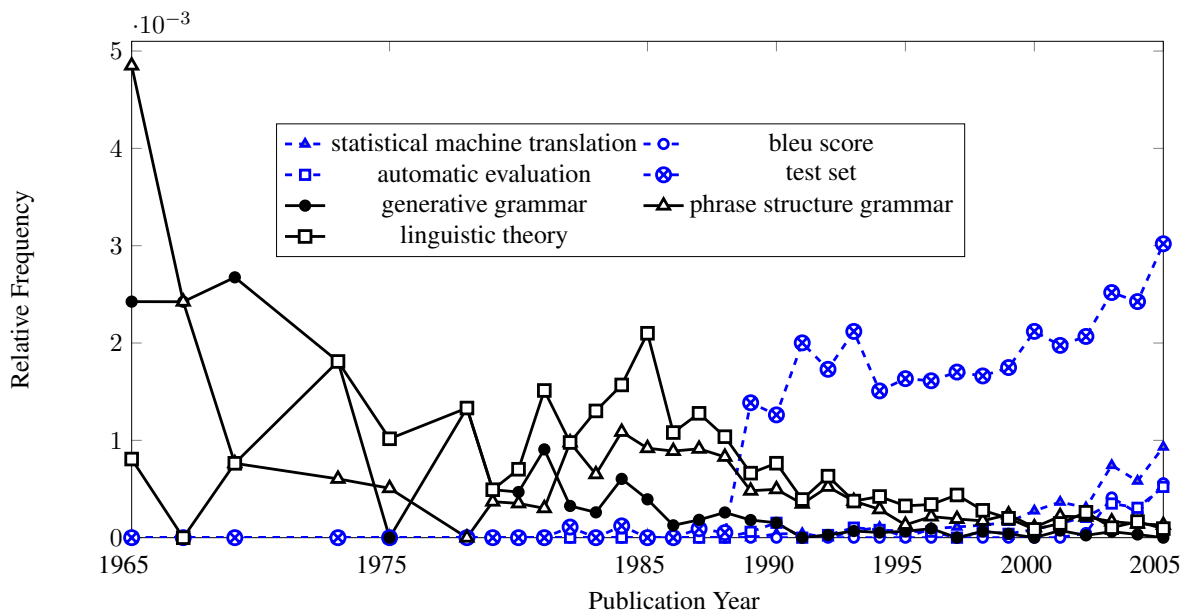 ·10−3
5
4
3
2
1
0
statistical machine translation bleu score
automatic evaluation test set
generative grammar phrase structure grammar
linguistic theory
Relative Frequency
1965 1975 1985 1990 1995 2000 2005
Publication Year